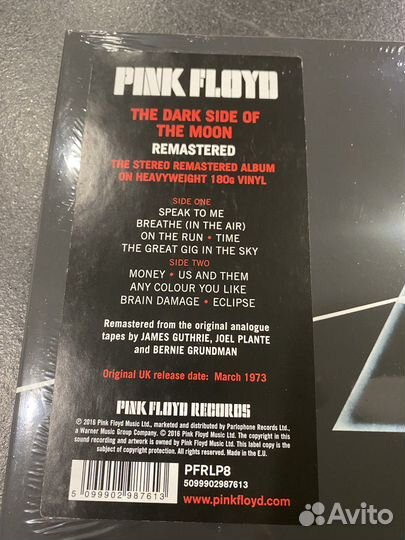 PINK FLOYD
THE DARK SIDE OF
THE MOON
REMASTERED
THE STEREO REMASTERED ALBUM
ON HEAVYWEIGHT 180g VINYL
SIDE ONE
SPEAK TO ME
BREATHE (IN THE AIR)
ON THE RUN • TIME
THE GREAT GIG IN THE SKY
SIDE TWO
MONEY • US AND THEM
ANY COLOUR YOU LIKE
BRAIN DAMAGE • ECLIPSE
Remastered from the original analogue
tapes by JAMES GUTHRIE, JOEL PLANTE
and BERNIE GRUNDMAN
Original UK release date: March 1973
PINK FLOYD RECORDS
℗ 2016 Pink Floyd Music Ltd., marketed and distributed by Parlophone Records Ltd.,
a Warner Music Group Company. © 2016 Pink Floyd Music Ltd. The copyright in this
sound recording and artwork is owned by Pink Floyd Music Ltd. This label copy is the
subject of copyright protection. All rights reserved. Made in the E.U.
PFRLP8
5099902987613
www.pinkfloyd.com
5 099902 987613
Avito